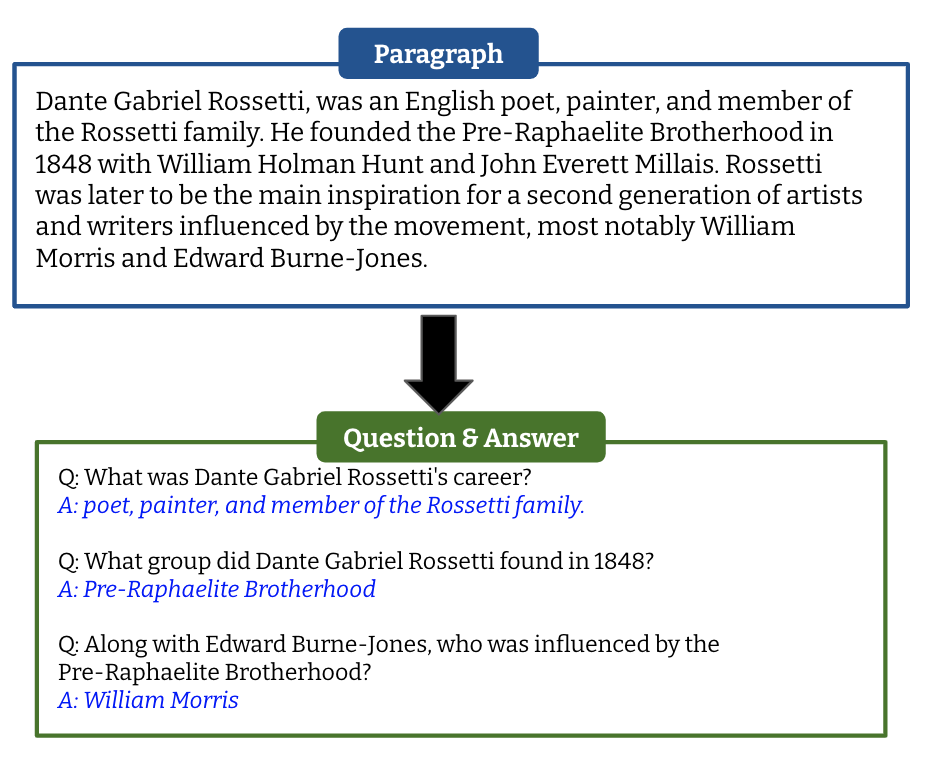 Paragraph
Dante Gabriel Rossetti, was an English poet, painter, and member of
the Rossetti family. He founded the Pre-Raphaelite Brotherhood in
1848 with William Holman Hunt and John Everett Millais. Rossetti
was later to be the main inspiration for a second generation of artists
and writers influenced by the movement, most notably William
Morris and Edward Burne-Jones.
Question & Answer
Q: What was Dante Gabriel Rossetti's career?
A: poet, painter, and member of the Rossetti family.
Q: What group did Dante Gabriel Rossetti found in 1848?
A: Pre-Raphaelite Brotherhood
Q: Along with Edward Burne-Jones, who was influenced by the
Pre-Raphaelite Brotherhood?
A: William Morris